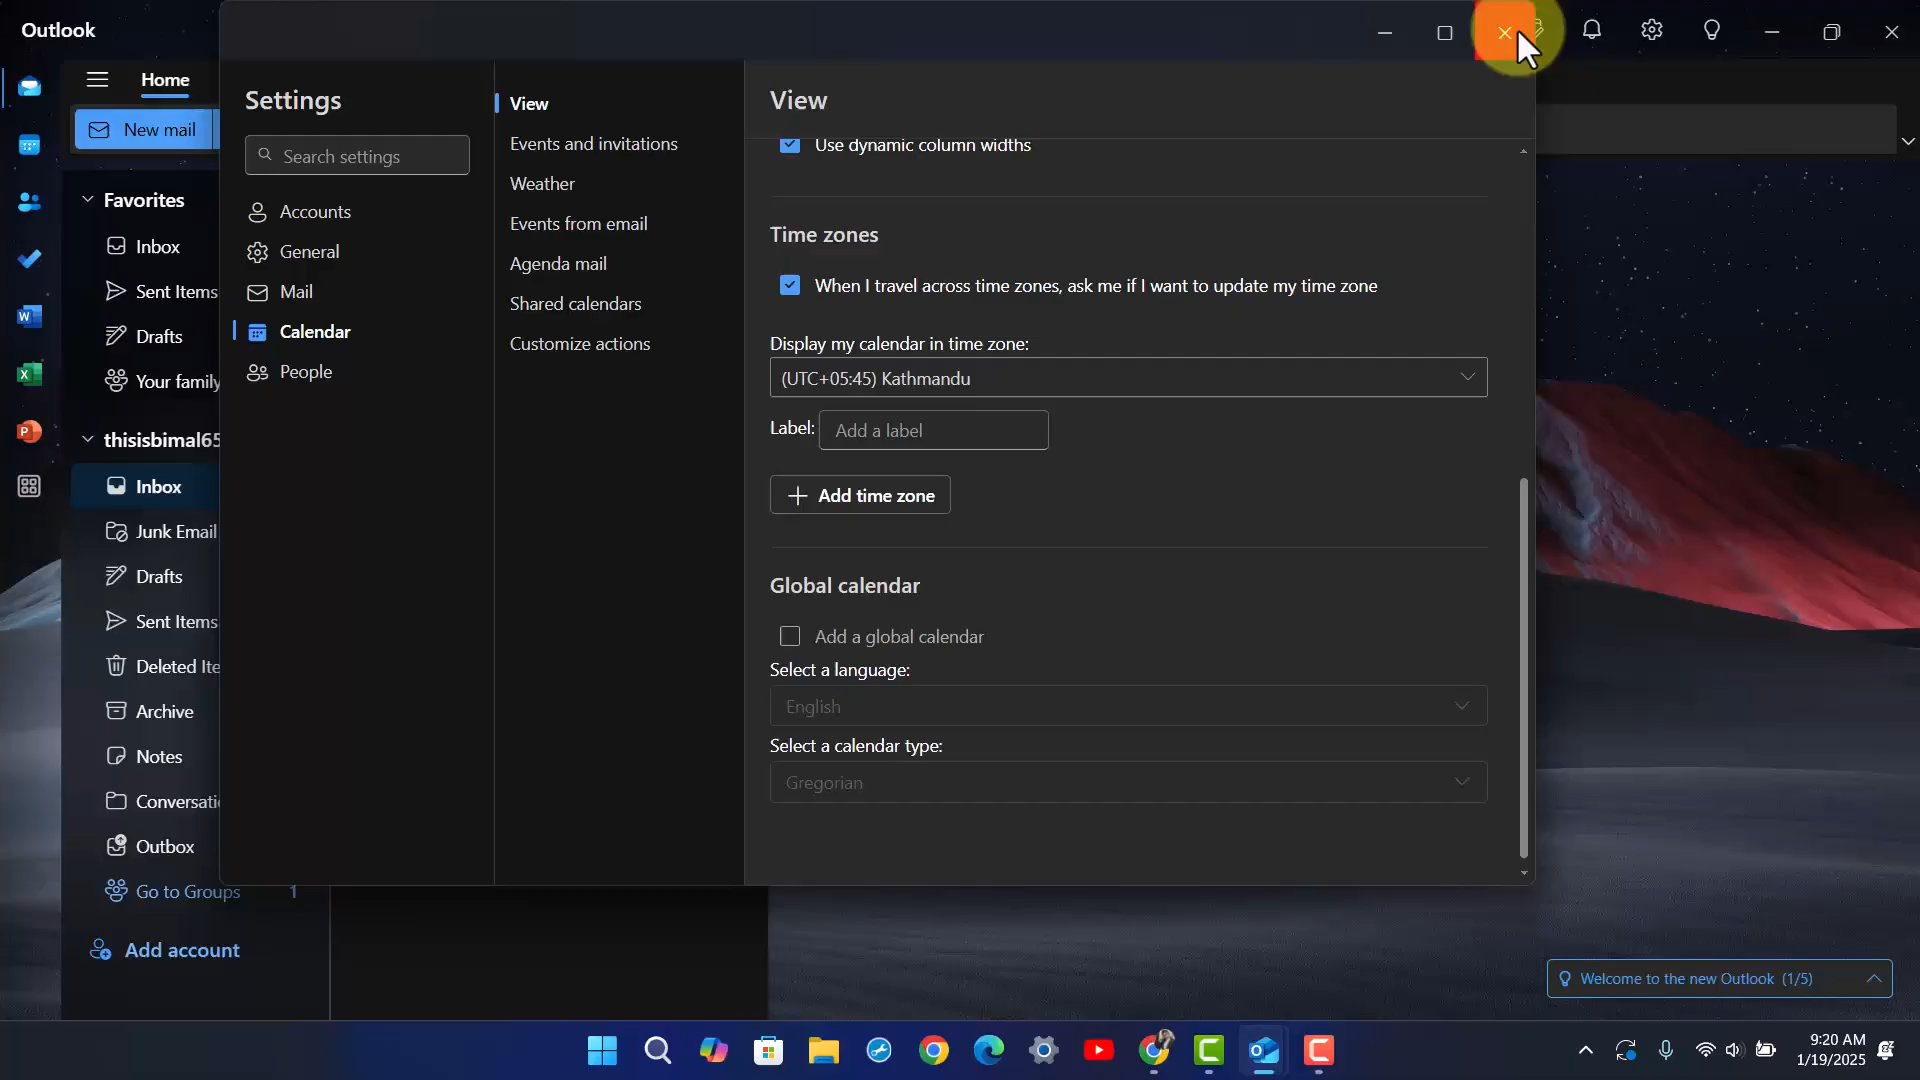 Outlook
Home
New mail
Favorites
Inbox
Sent Items
Drafts
Your family
thisisbimal65
Inbox
Junk Email
Drafts
Sent Items
Deleted Ite
Archive
Notes
Conversati
Outbox
Go to Groups 1
Add account
Settings
Search settings
Accounts
General
Mail
Calendar
People
View
Events and invitations
Weather
Events from email
Agenda mail
Shared calendars
Customize actions
View
Use dynamic column widths
Time zones
When I travel across time zones, ask me if I want to update my time zone
Display my calendar in time zone:
(UTC+05:45) Kathmandu
Label: Add a label
Add time zone
Global calendar
Add a global calendar
Select a language:
English
Select a calendar type:
Gregorian
Welcome to the new Outlook (1/5)
9:20 AM
1/19/2025